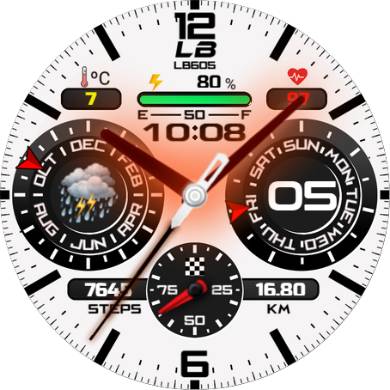 12
LB
LB605
°C
80 %
7
E 50 F
10:08
OCT DEC FEB APR JUN AUG
SUN MON TUE WED THU FRI SAT
05
7645
STEPS
75 25
50
16.80
KM
6